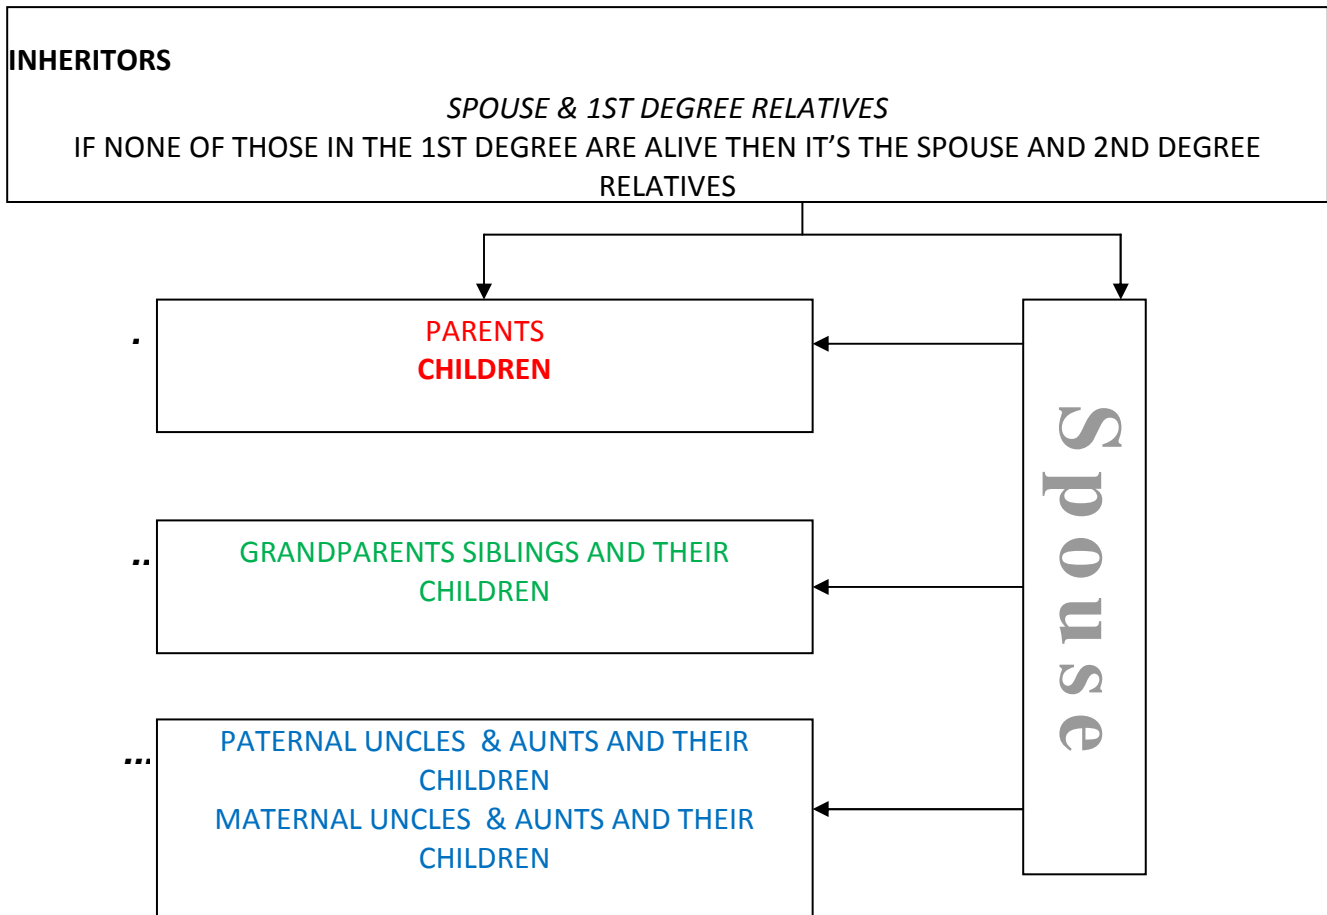 INHERITORS
SPOUSE & 1ST DEGREE RELATIVES
IF NONE OF THOSE IN THE 1ST DEGREE ARE ALIVE THEN IT’S THE SPOUSE AND 2ND DEGREE
RELATIVES
.
PARENTS
CHILDREN
..
GRANDPARENTS SIBLINGS AND THEIR
CHILDREN
...
PATERNAL UNCLES & AUNTS AND THEIR
CHILDREN
MATERNAL UNCLES & AUNTS AND THEIR
CHILDREN
Spouse